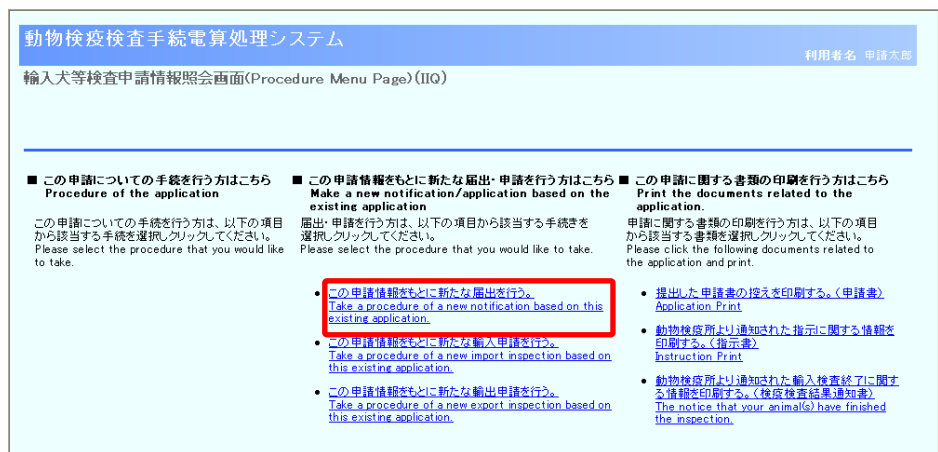 動物検疫検査手続電算処理システム
利用者名 申請太郎
輸入犬等検査申請情報照会画面(Procedure Menu Page)(IIQ)
■ この申請についての手続を行う方はこちら
Procedure of the application
この申請についての手続を行う方は、以下の項目
から該当する手続を選択しクリックしてください。
Please select the procedure that you would like
to take.
■ この申請情報をもとに新たな届出・申請を行う方はこちら
Make a new notification/application based on the
existing application
届出・申請を行う方は、以下の項目から該当する手続きを
選択しクリックしてください。
Please select the procedure that you would like to take.
• この申請情報をもとに新たな届出を行う。
Take a procedure of a new notification based on this
existing application.
• この申請情報をもとに新たな輸入申請を行う。
Take a procedure of a new import inspection based on
this existing application.
• この申請情報をもとに新たな輸出申請を行う。
Take a procedure of a new export inspection based on
this existing application.
■ この申請に関する書類の印刷を行う方はこちら
Print the documents related to the
application.
申請に関する書類の印刷を行う方は、以下の項目
から該当する書類を選択しクリックしてください。
Please click the following documents related to
the application and print.
• 提出した申請書の控えを印刷する。(申請書)
Application Print
• 動物検疫所より通知された指示に関する情報を
印刷する。(指示書)
Instruction Print
• 動物検疫所より通知された輸入検査終了に関す
る情報を印刷する。(検疫検査結果通知書)
The notice that your animal(s) have finished
the inspection.